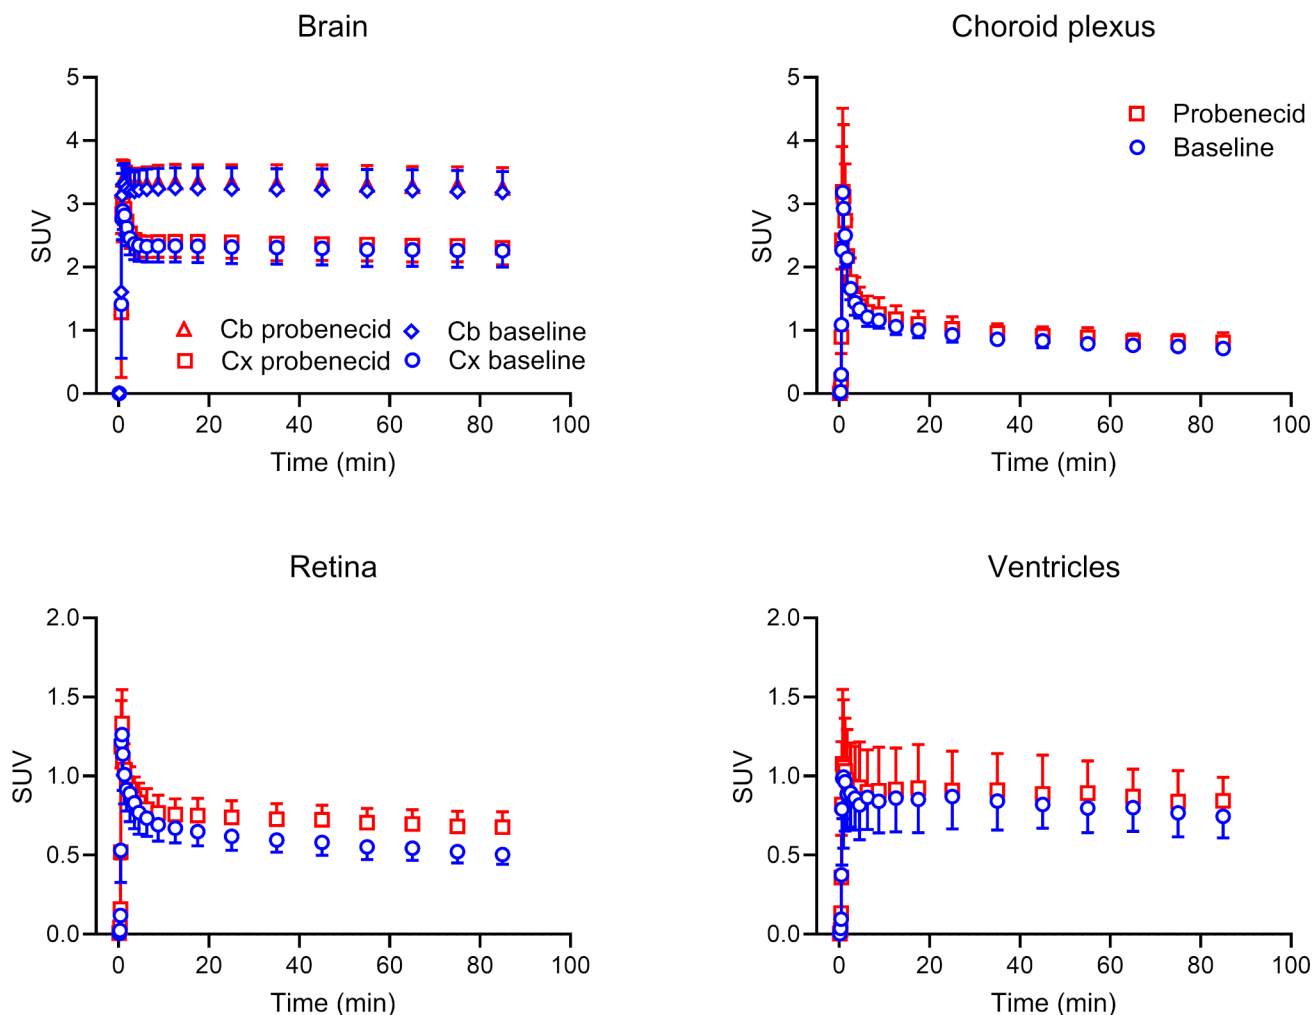 Brain
Choroid plexus
5
4
3
2
1
0
SUV
Cb probenecid
Cb baseline
Cx probenecid
Cx baseline
0 20 40 60 80 100
Time (min)
5
4
3
2
1
0
SUV
Probenecid
Baseline
0 20 40 60 80 100
Time (min)
Retina
Ventricles
2.0
1.5
1.0
0.5
0.0
SUV
0 20 40 60 80 100
Time (min)
2.0
1.5
1.0
0.5
0.0
SUV
0 20 40 60 80 100
Time (min)